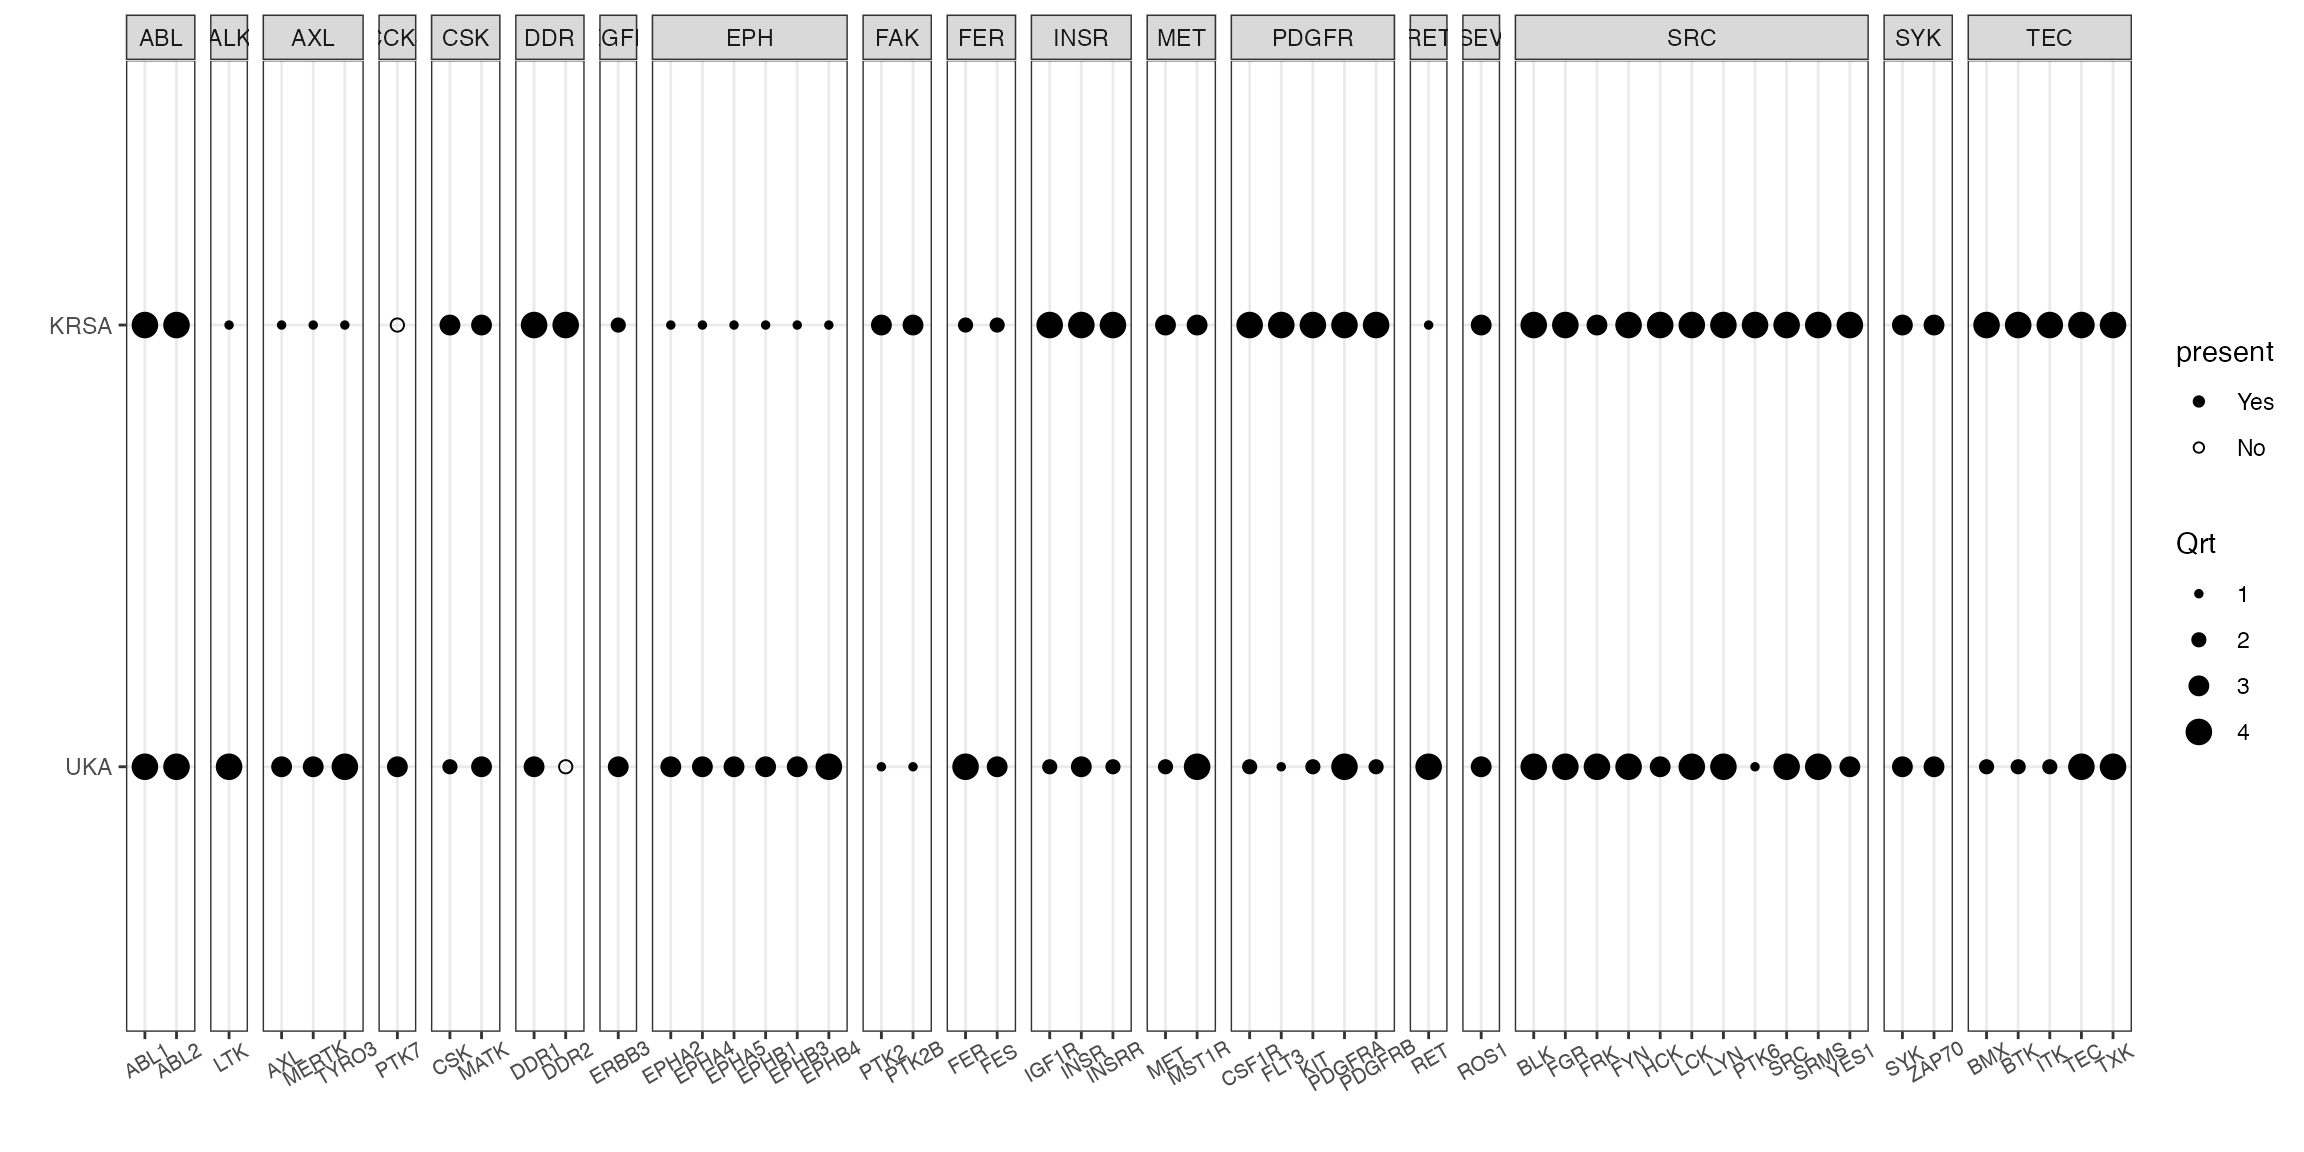 ABL ALK AXL CCK CSK DDR EGFR EPH FAK FER INSR MET PDGFR RET SEV SRC SYK TEC
KRSA
UKA
ABL1 ABL2 LTK AXL MERTK TYRO3 PTK7 CSK MATK DDR1 DDR2 ERBB3 EPHA2 EPHA4 EPHA5 EPHB1 EPHB3 EPHB4 PTK2 PTK2B FER FES IGF1R INSR INSRR MET MST1R CSF1R FLT3 KIT PDGFRA PDGFRB RET ROS1 BLK FGR FRK FYN HCK LCK LYN PTK6 SRC SRMS YES1 SYK ZAP70 BMX BTK ITK TEC TXK
present
Yes
No
Qrt
1
2
3
4